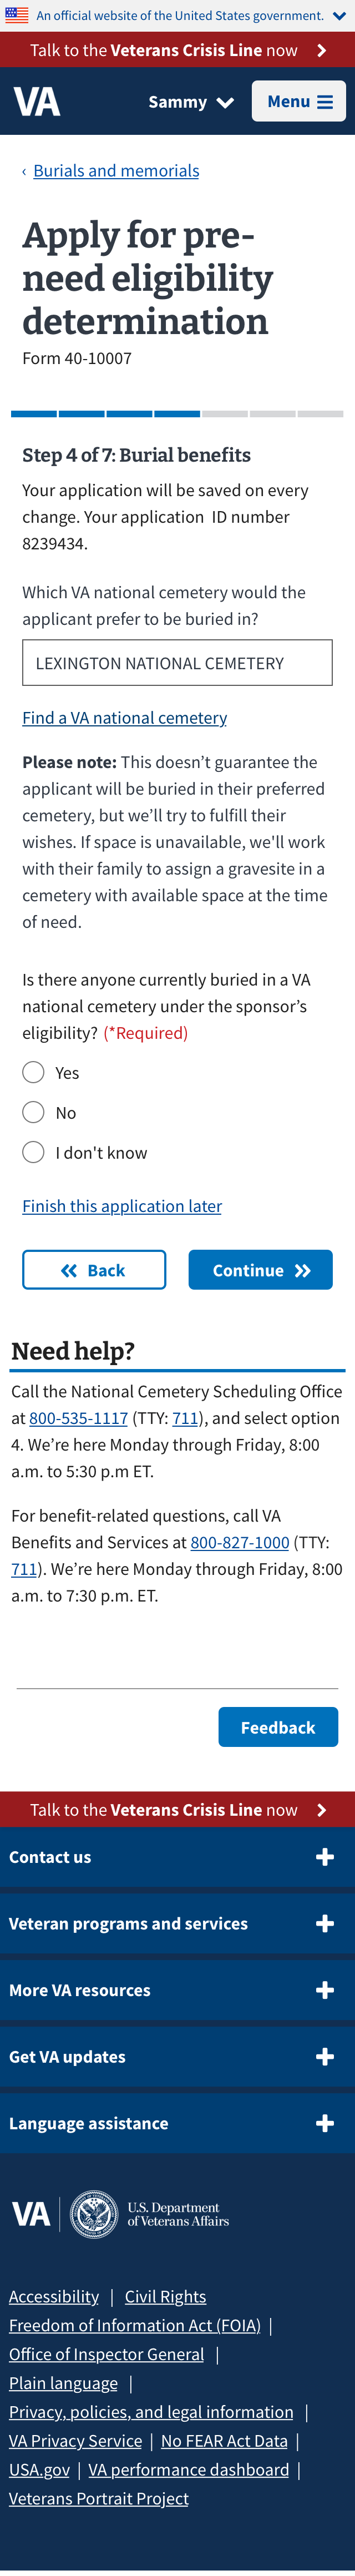 An official website of the United States government.
Talk to the Veterans Crisis Line now
VA
Sammy
Menu
‹ Burials and memorials
Apply for pre-
need eligibility
determination
Form 40-10007
Step 4 of 7: Burial benefits
Your application will be saved on every
change. Your application ID number
8239434.
Which VA national cemetery would the
applicant prefer to be buried in?
LEXINGTON NATIONAL CEMETERY
Find a VA national cemetery
Please note: This doesn’t guarantee the
applicant will be buried in their preferred
cemetery, but we’ll try to fulfill their
wishes. If space is unavailable, we'll work
with their family to assign a gravesite in a
cemetery with available space at the time
of need.
Is there anyone currently buried in a VA
national cemetery under the sponsor’s
eligibility? (*Required)
Yes
No
I don't know
Finish this application later
Back
Continue
Need help?
Call the National Cemetery Scheduling Office
at 800-535-1117 (TTY: 711), and select option
4. We’re here Monday through Friday, 8:00
a.m. to 5:30 p.m ET.
For benefit-related questions, call VA
Benefits and Services at 800-827-1000 (TTY:
711). We’re here Monday through Friday, 8:00
a.m. to 7:30 p.m. ET.
Feedback
Talk to the Veterans Crisis Line now
Contact us
Veteran programs and services
More VA resources
Get VA updates
Language assistance
VA
U.S. Department
of Veterans Affairs
Accessibility | Civil Rights
Freedom of Information Act (FOIA) |
Office of Inspector General |
Plain language |
Privacy, policies, and legal information |
VA Privacy Service | No FEAR Act Data |
USA.gov | VA performance dashboard |
Veterans Portrait Project